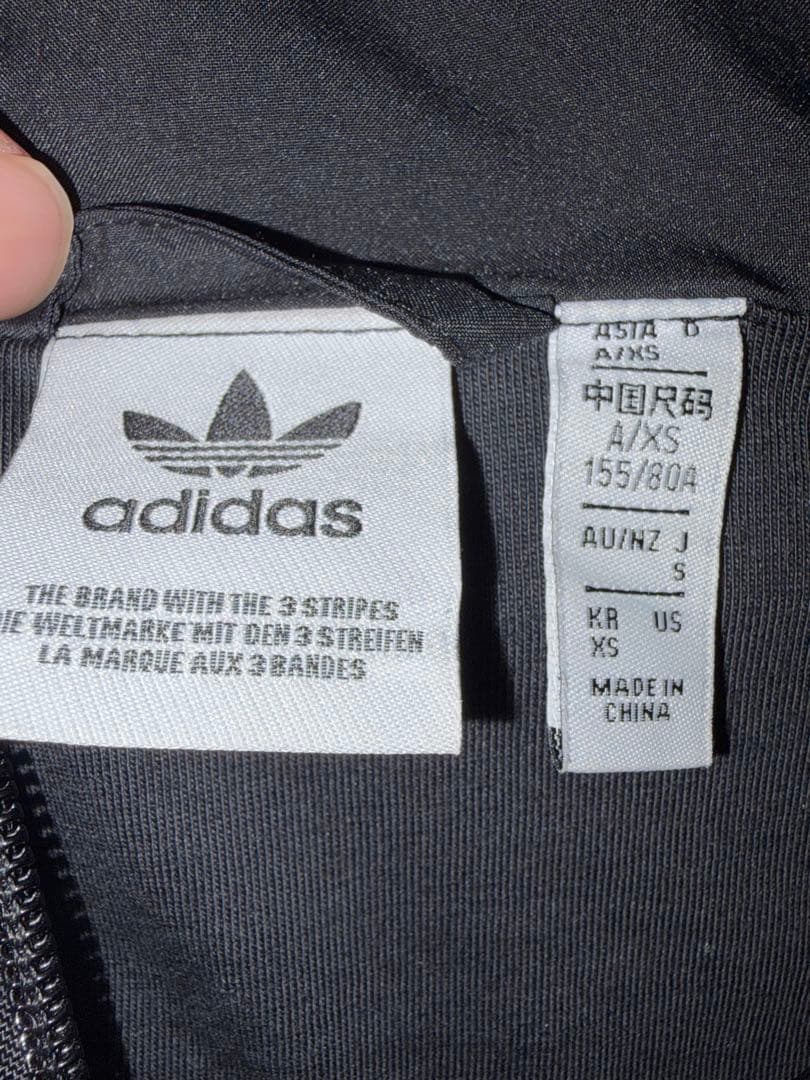 adidas
THE BRAND WITH THE 3 STRIPES
DIE WELTMARKE MIT DEN 3 STREIFEN
LA MARQUE AUX 3 BANDES
ASIA D
A/XS
中国尺码
A/XS
155/80A
AU/NZ J
S
KR US
XS
MADE IN
CHINA